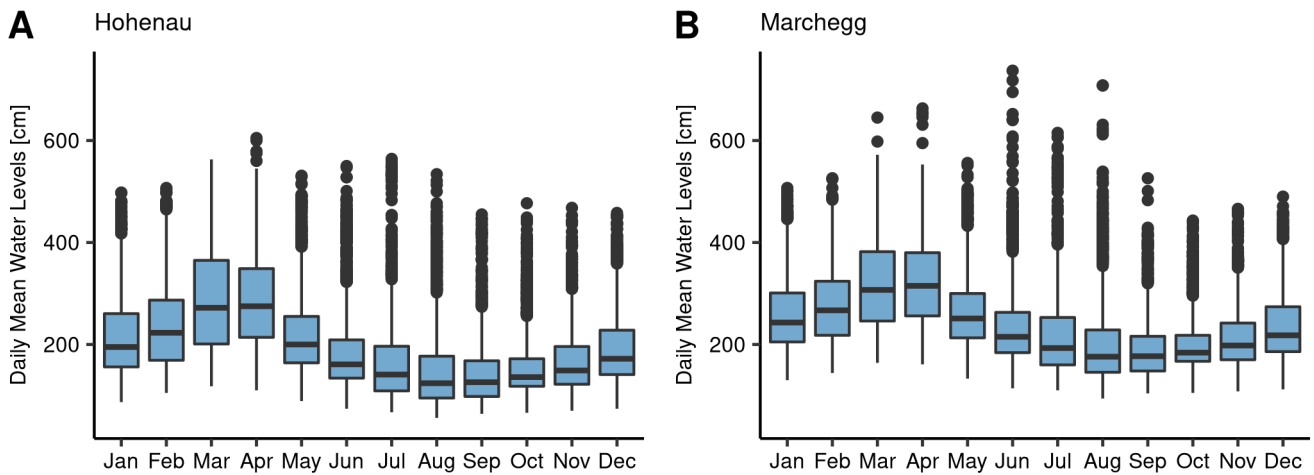 A Hohenau
Daily Mean Water Levels [cm]
600
400
200
Jan Feb Mar Apr May Jun Jul Aug Sep Oct Nov Dec
B Marchegg
Daily Mean Water Levels [cm]
600
400
200
Jan Feb Mar Apr May Jun Jul Aug Sep Oct Nov Dec